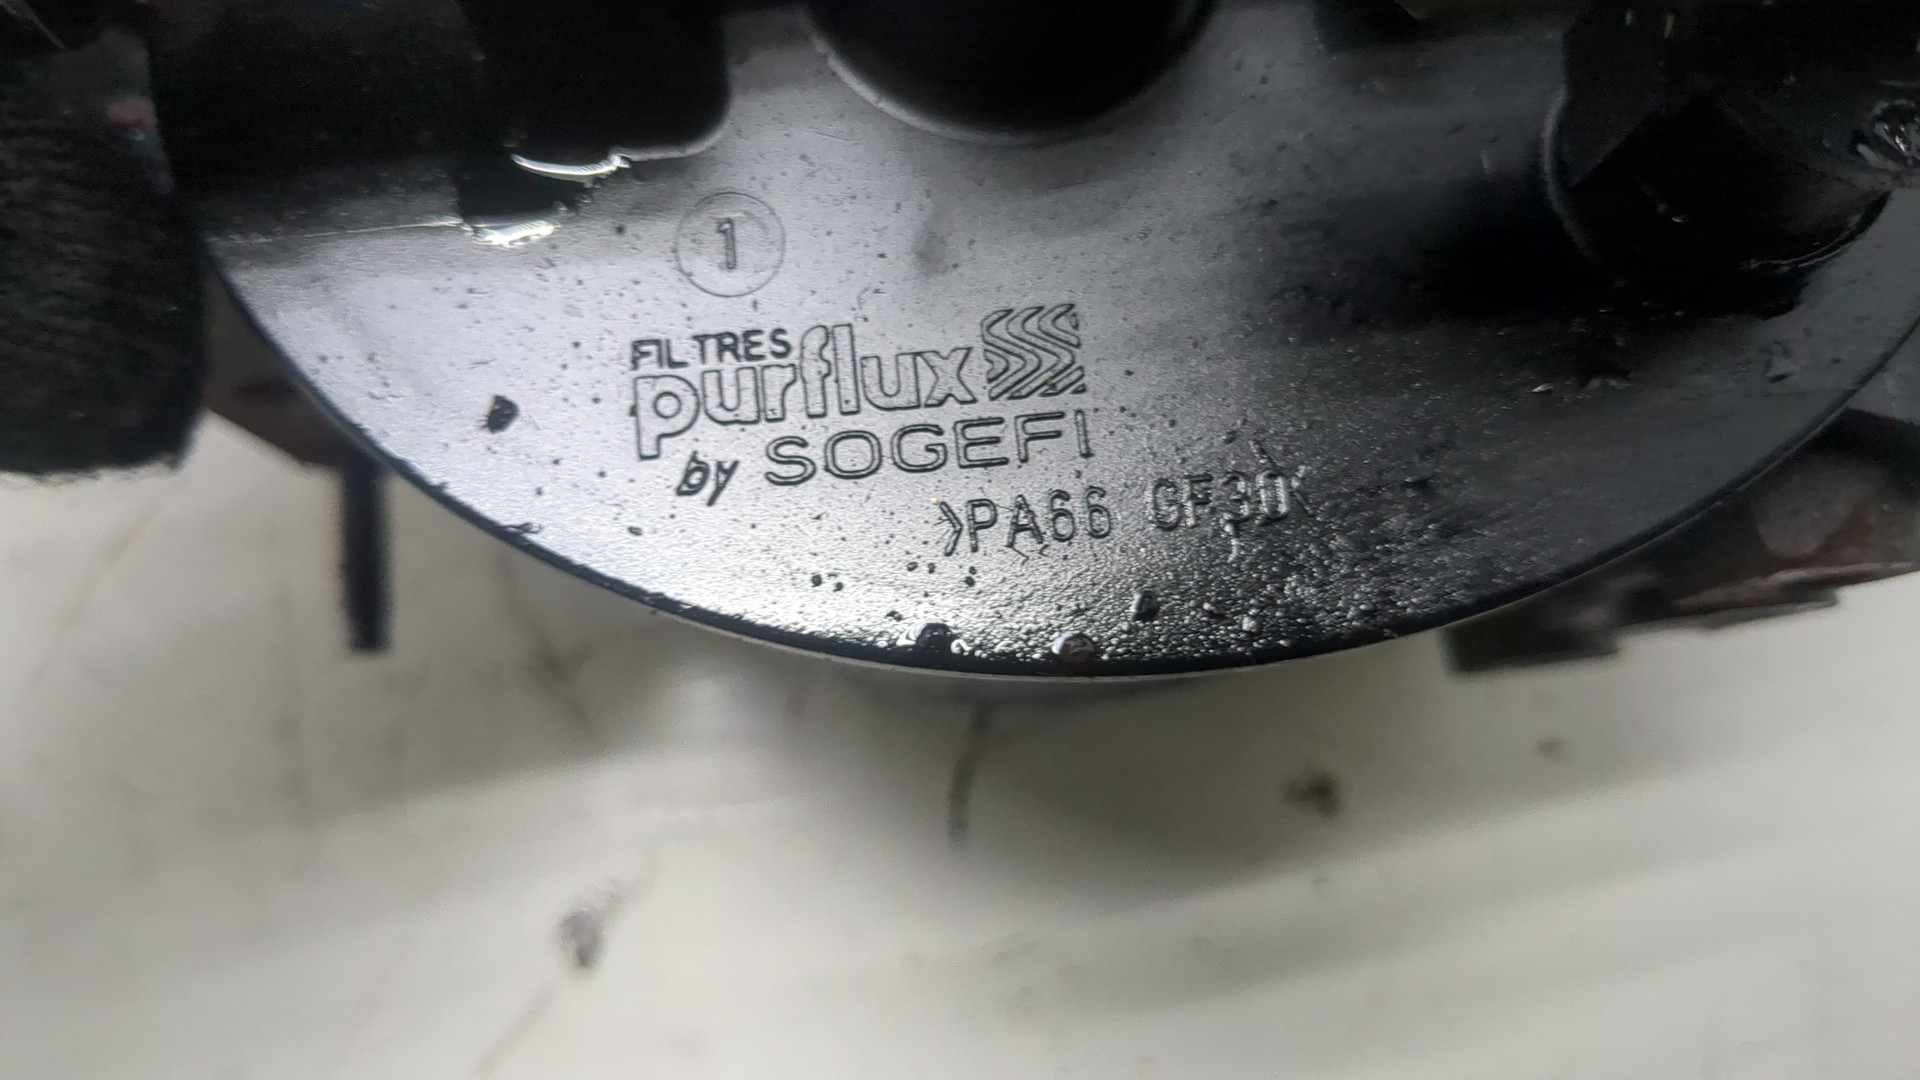 1
FILTRES
purflux
by SOGEFI
>PA66 GF30<